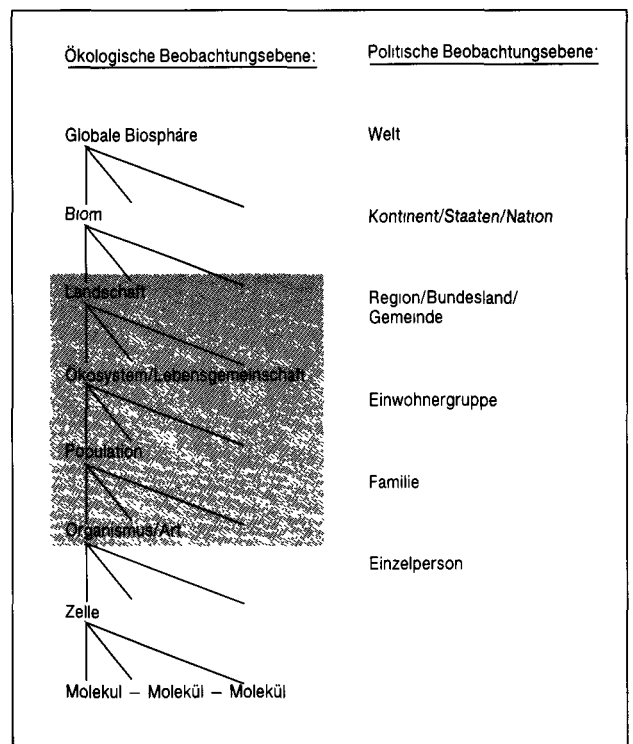 Ökologische Beobachtungsebene:
Politische Beobachtungsebene:
Globale Biosphäre
Welt
Biom
Kontinent/Staaten/Nation
Landschaft
Region/Bundesland/
Gemeinde
Ökosystem/Lebensgemeinschaft
Einwohnergruppe
Population
Familie
Organismus/Art
Einzelperson
Zelle
Molekul – Molekül – Molekül